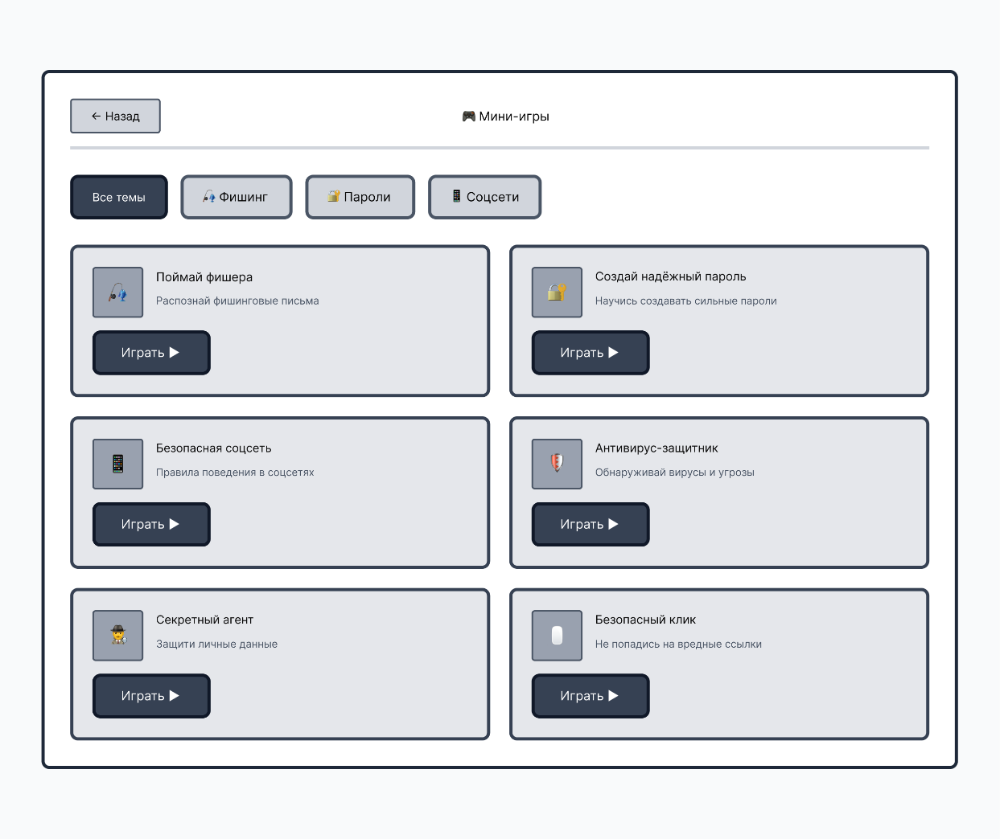 ← Назад
🎮 Мини-игры
Все темы
🎣 Фишинг
🔐 Пароли
📱 Соцсети
Поймай фишера
Распознай фишинговые письма
Играть ▶
Создай надёжный пароль
Научись создавать сильные пароли
Играть ▶
Безопасная соцсеть
Правила поведения в соцсетях
Играть ▶
Антивирус-защитник
Обнаруживай вирусы и угрозы
Играть ▶
Секретный агент
Защити личные данные
Играть ▶
Безопасный клик
Не попадись на вредные ссылки
Играть ▶